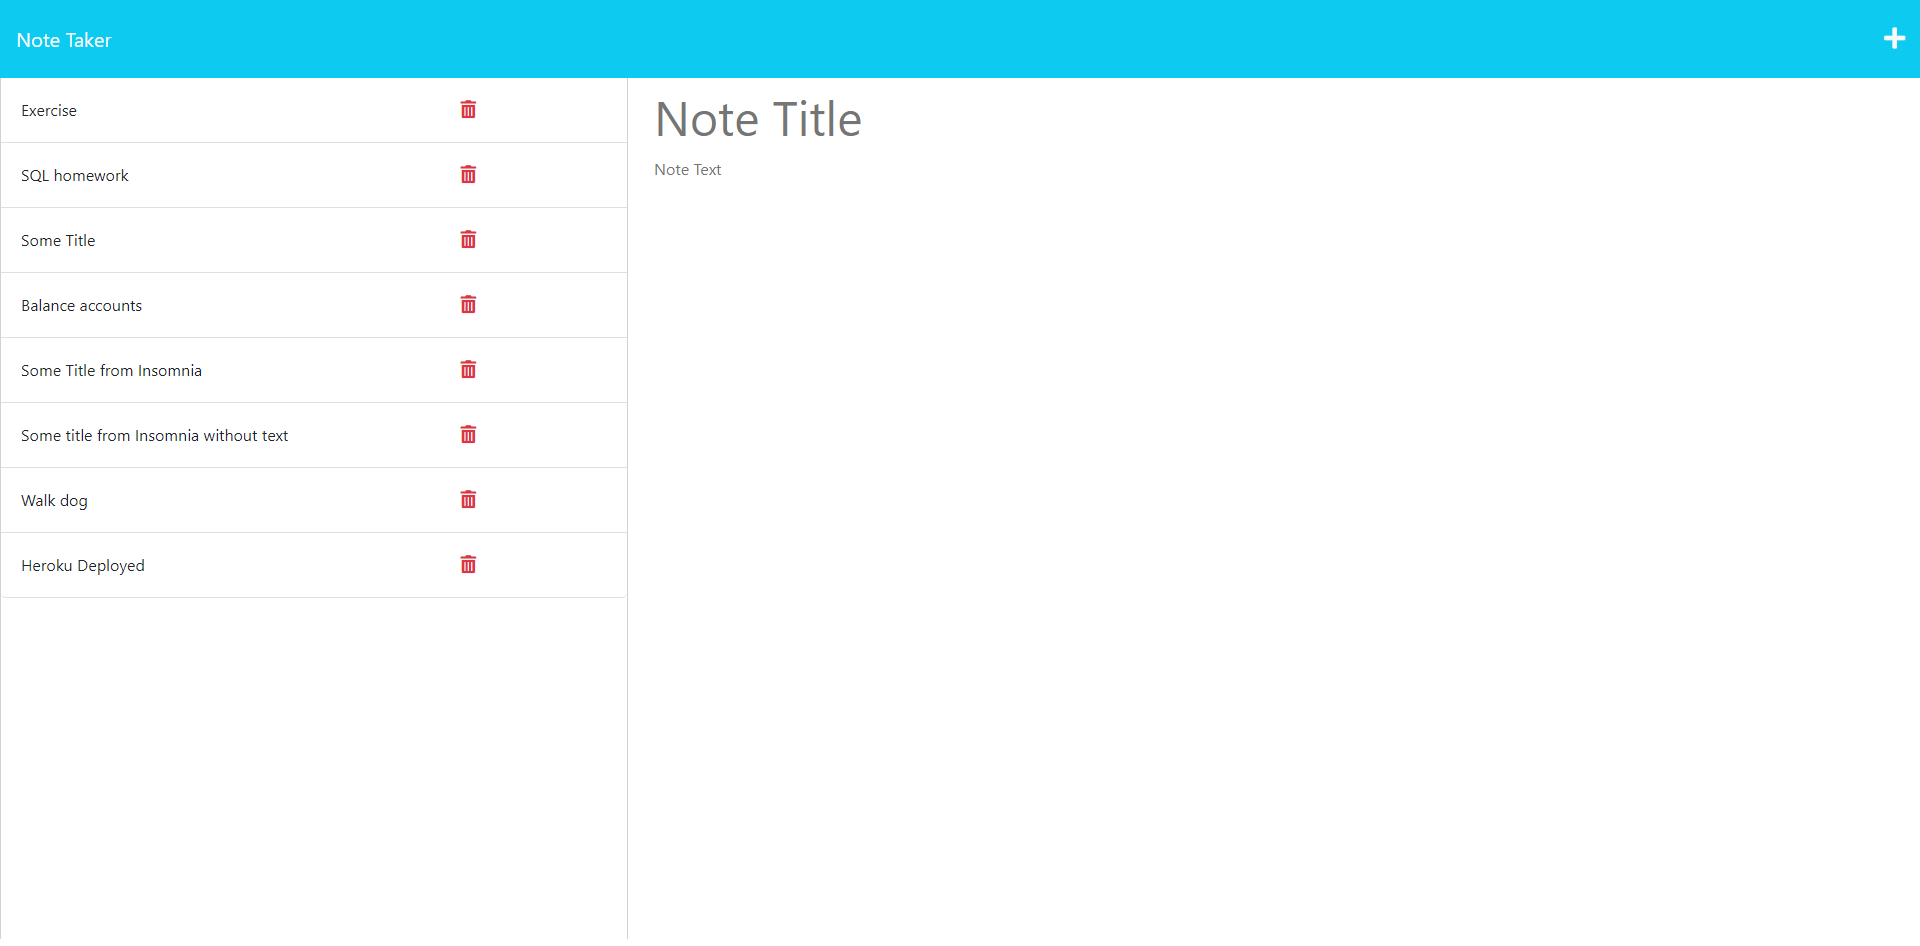 Note Taker
Exercise
SQL homework
Some Title
Balance accounts
Some Title from Insomnia
Some title from Insomnia without text
Walk dog
Heroku Deployed
Note Title
Note Text